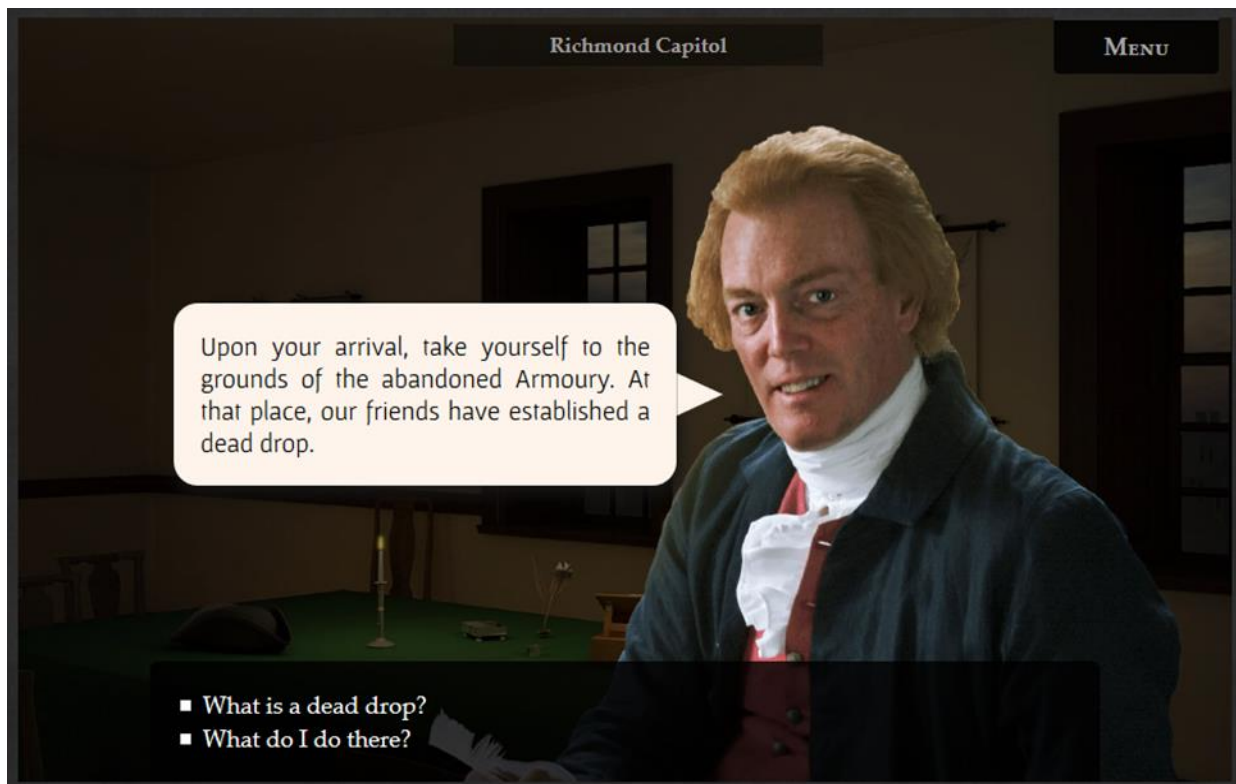 Richmond Capitol
Menu
Upon your arrival, take yourself to the
grounds of the abandoned Armoury. At
that place, our friends have established a
dead drop.
What is a dead drop?
What do I do there?